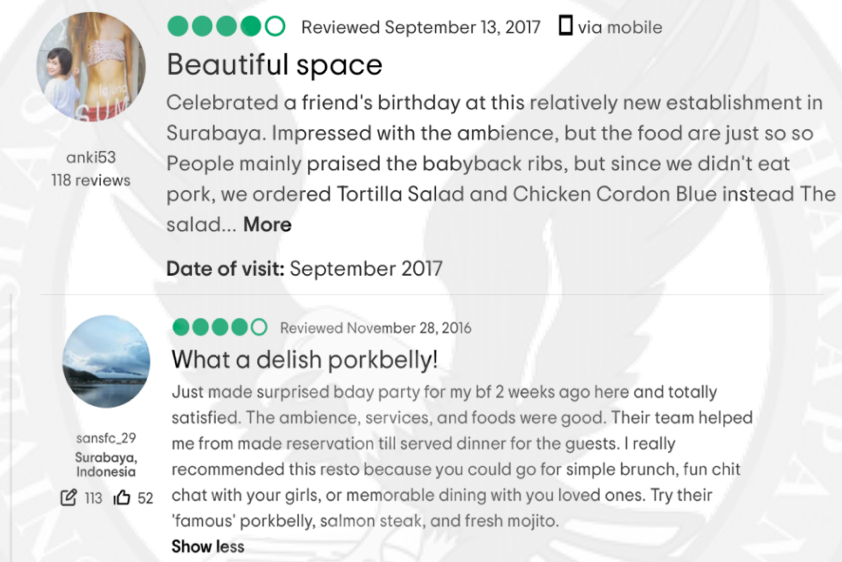 Reviewed September 13, 2017 via mobile
Beautiful space
Celebrated a friend's birthday at this relatively new establishment in
Surabaya. Impressed with the ambience, but the food are just so so
People mainly praised the babyback ribs, but since we didn't eat
pork, we ordered Tortilla Salad and Chicken Cordon Blue instead The
salad... More
anki53
118 reviews
Date of visit: September 2017
Reviewed November 28, 2016
What a delish porkbelly!
Just made surprised bday party for my bf 2 weeks ago here and totally
satisfied. The ambience, services, and foods were good. Their team helped
me from made reservation till served dinner for the guests. I really
recommended this resto because you could go for simple brunch, fun chit
chat with your girls, or memorable dining with you loved ones. Try their
'famous' porkbelly, salmon steak, and fresh mojito.
Show less
sansfc_29
Surabaya,
Indonesia
113 52
HARAPAN